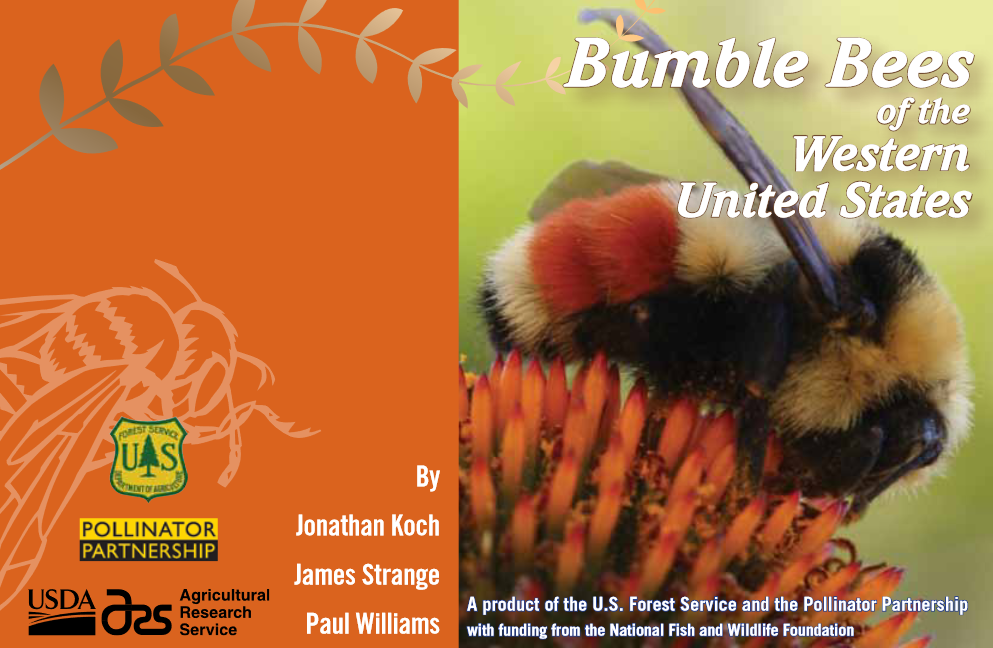 FOREST SERVICE
US
DEPARTMENT OF AGRICULTURE
POLLINATOR
PARTNERSHIP
USDA
ars
Agricultural
Research
Service
By
Jonathan Koch
James Strange
Paul Williams
Bumble Bees
of the
Western
United States
A product of the U.S. Forest Service and the Pollinator Partnership
with funding from the National Fish and Wildlife Foundation